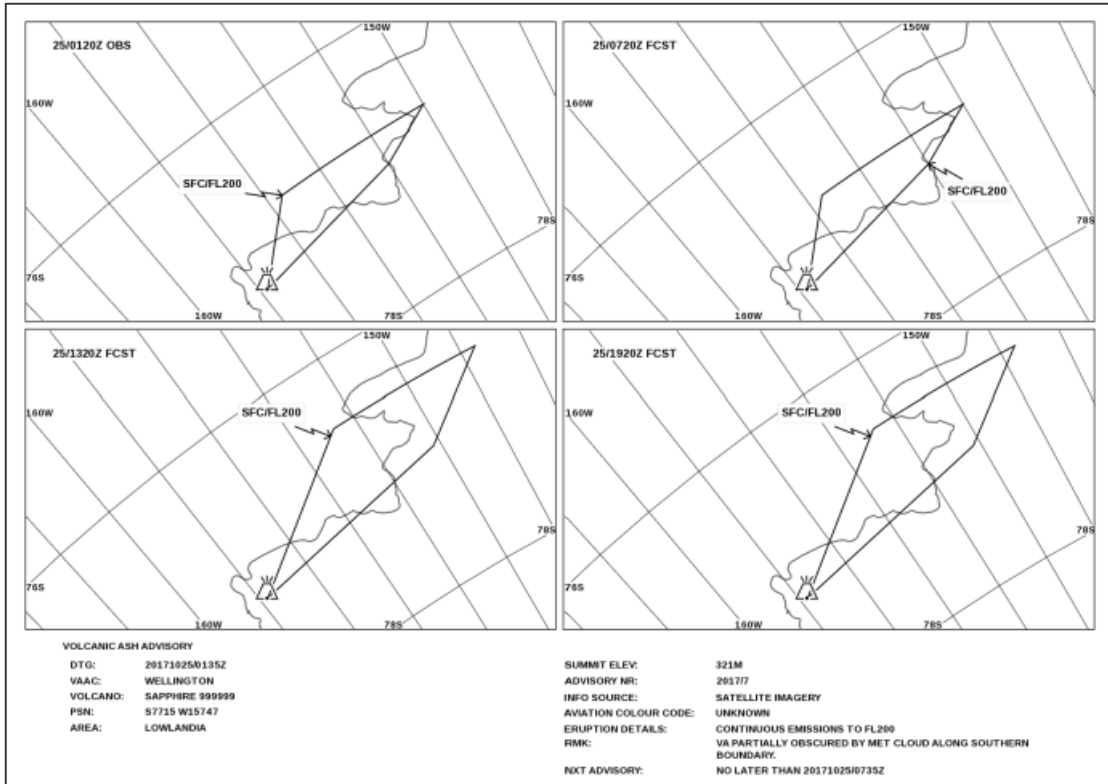 25/0120Z OBS
150W
160W
SFC/FL200
78S
76S
160W
78S
25/0720Z FCST
150W
160W
SFC/FL200
78S
76S
160W
78S
25/1320Z FCST
150W
160W
SFC/FL200
78S
76S
160W
78S
25/1920Z FCST
150W
160W
SFC/FL200
78S
76S
160W
78S
VOLCANIC ASH ADVISORY
DTG: 20171025/0135Z
VAAC: WELLINGTON
VOLCANO: SAPPHIRE 999999
PSN: S7715 W15747
AREA: LOWLANDIA
SUMMIT ELEV: 321M
ADVISORY NR: 2017/7
INFO SOURCE: SATELLITE IMAGERY
AVIATION COLOUR CODE: UNKNOWN
ERUPTION DETAILS: CONTINUOUS EMISSIONS TO FL200
RMK: VA PARTIALLY OBSCURED BY MET CLOUD ALONG SOUTHERN
BOUNDARY.
NXT ADVISORY: NO LATER THAN 20171025/0735Z